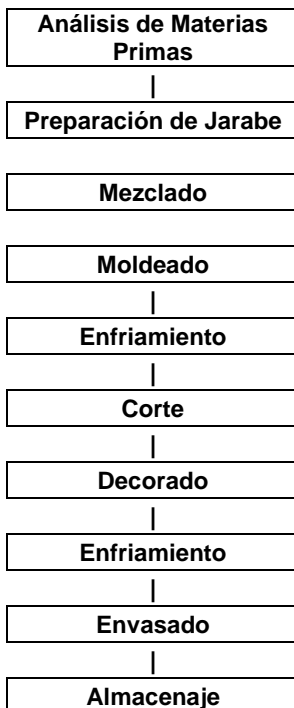 Análisis de Materias
Primas
|
Preparación de Jarabe
Mezclado
Moldeado
|
Enfriamiento
|
Corte
|
Decorado
|
Enfriamiento
|
Envasado
|
Almacenaje